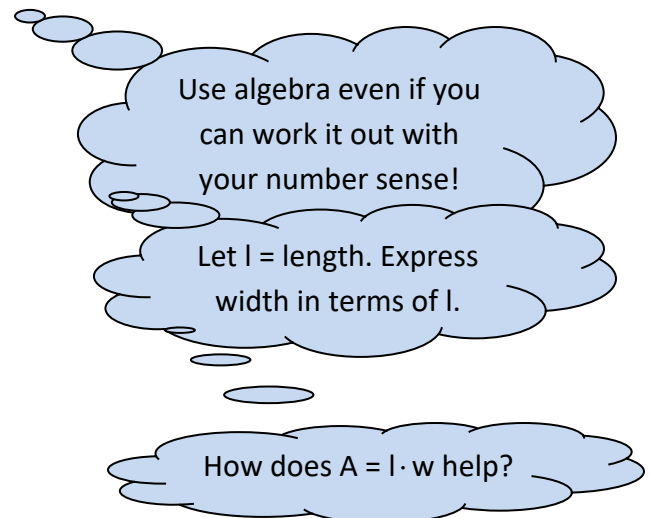 Use algebra even if you
can work it out with
your number sense!
Let l = length. Express
width in terms of l.
How does A = l · w help?